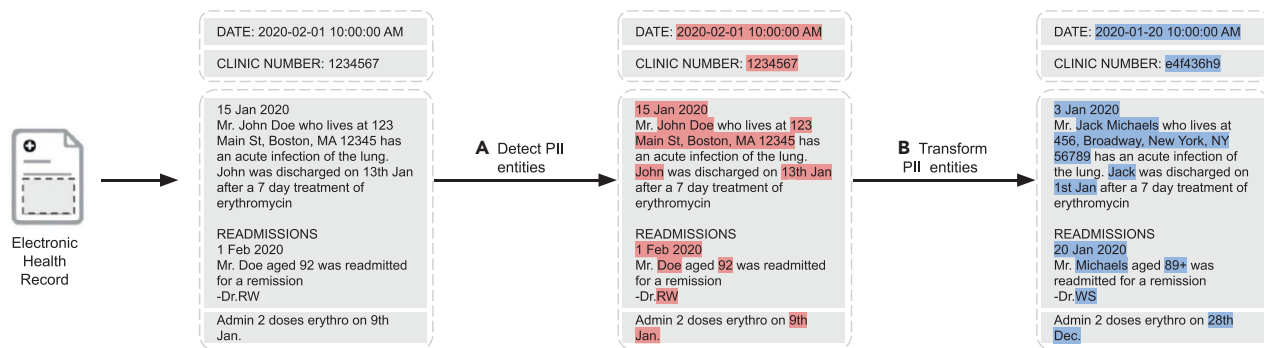 Electronic
Health
Record
DATE: 2020-02-01 10:00:00 AM
CLINIC NUMBER: 1234567
15 Jan 2020
Mr. John Doe who lives at 123
Main St, Boston, MA 12345 has
an acute infection of the lung.
John was discharged on 13th Jan
after a 7 day treatment of
erythromycin
READMISSIONS
1 Feb 2020
Mr. Doe aged 92 was readmitted
for a remission
-Dr.RW
Admin 2 doses erythro on 9th
Jan.
A Detect PII
entities
DATE: 2020-02-01 10:00:00 AM
CLINIC NUMBER: 1234567
15 Jan 2020
Mr. John Doe who lives at 123
Main St, Boston, MA 12345 has
an acute infection of the lung.
John was discharged on 13th Jan
after a 7 day treatment of
erythromycin
READMISSIONS
1 Feb 2020
Mr. Doe aged 92 was readmitted
for a remission
-Dr.RW
Admin 2 doses erythro on 9th
Jan.
B Transform
PII entities
DATE: 2020-01-20 10:00:00 AM
CLINIC NUMBER: e4f436h9
3 Jan 2020
Mr. Jack Michaels who lives at
456, Broadway, New York, NY
56789 has an acute infection of
the lung. Jack was discharged on
1st Jan after a 7 day treatment of
erythromycin
READMISSIONS
20 Jan 2020
Mr. Michaels aged 89+ was
readmitted for a remission
-Dr.WS
Admin 2 doses erythro on 28th
Dec.